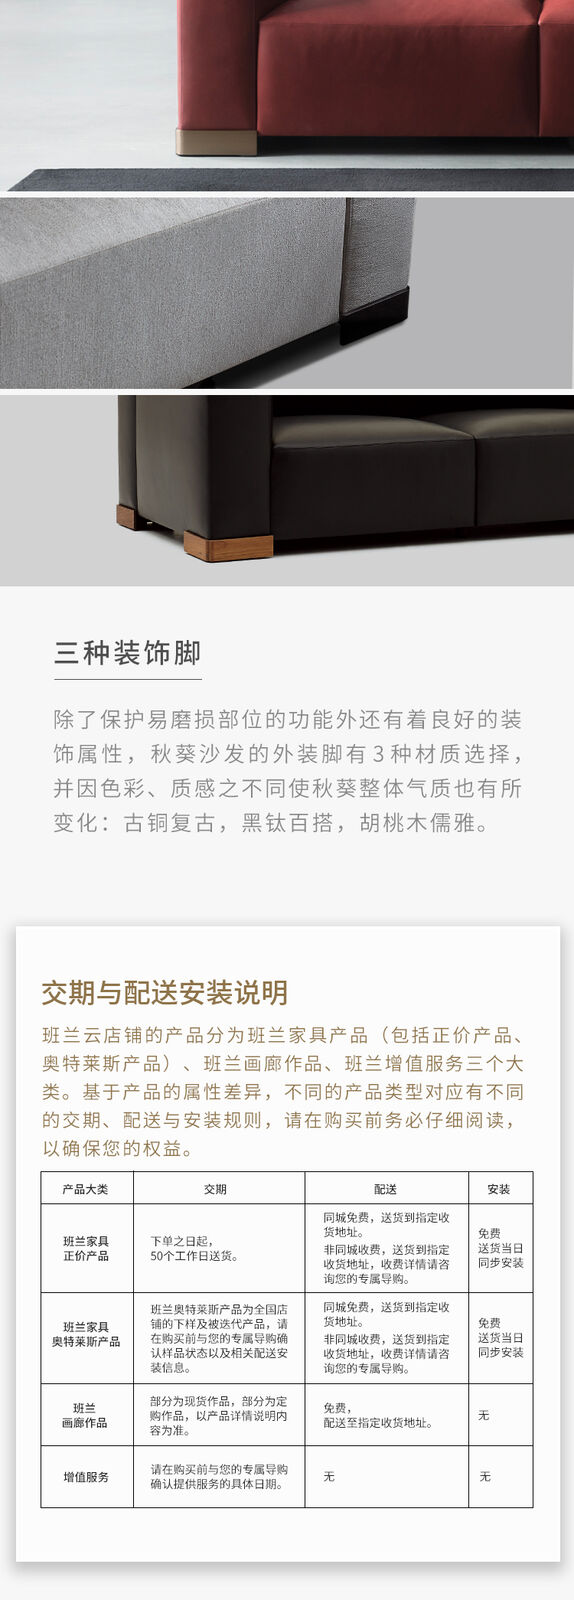 三种装饰脚
除了保护易磨损部位的功能外还有着良好的装
饰属性，秋葵沙发的外装脚有3种材质选择，
并因色彩、质感之不同使秋葵整体气质也有所
变化：古铜复古，黑钛百搭，胡桃木儒雅。
交期与配送安装说明
班兰云店铺的产品分为班兰家具产品（包括正价产品、
奥特莱斯产品）、班兰画廊作品、班兰增值服务三个大
类。基于产品的属性差异，不同的产品类型对应有不同
的交期、配送与安装规则，请在购买前务必仔细阅读，
以确保您的权益。
产品大类 交期 配送 安装
班兰家具
正价产品
下单之日起，
50个工作日送货。
同城免费，送货到指定收
货地址。
非同城收费，送货到指定
收货地址，收费详情请咨
询您的专属导购。
免费
送货当日
同步安装
班兰家具
奥特莱斯产品
班兰奥特莱斯产品为全国店
铺的下样及被迭代产品，请
在购买前与您的专属导购确
认样品状态以及相关配送安
装信息。
同城免费，送货到指定收
货地址。
非同城收费，送货到指定
收货地址，收费详情请咨
询您的专属导购。
免费
送货当日
同步安装
班兰
画廊作品
部分为现货作品，部分为定
购作品，以产品详情说明内
容为准。
免费，
配送至指定收货地址。
无
增值服务
请在购买前与您的专属导购
确认提供服务的具体日期。
无
无